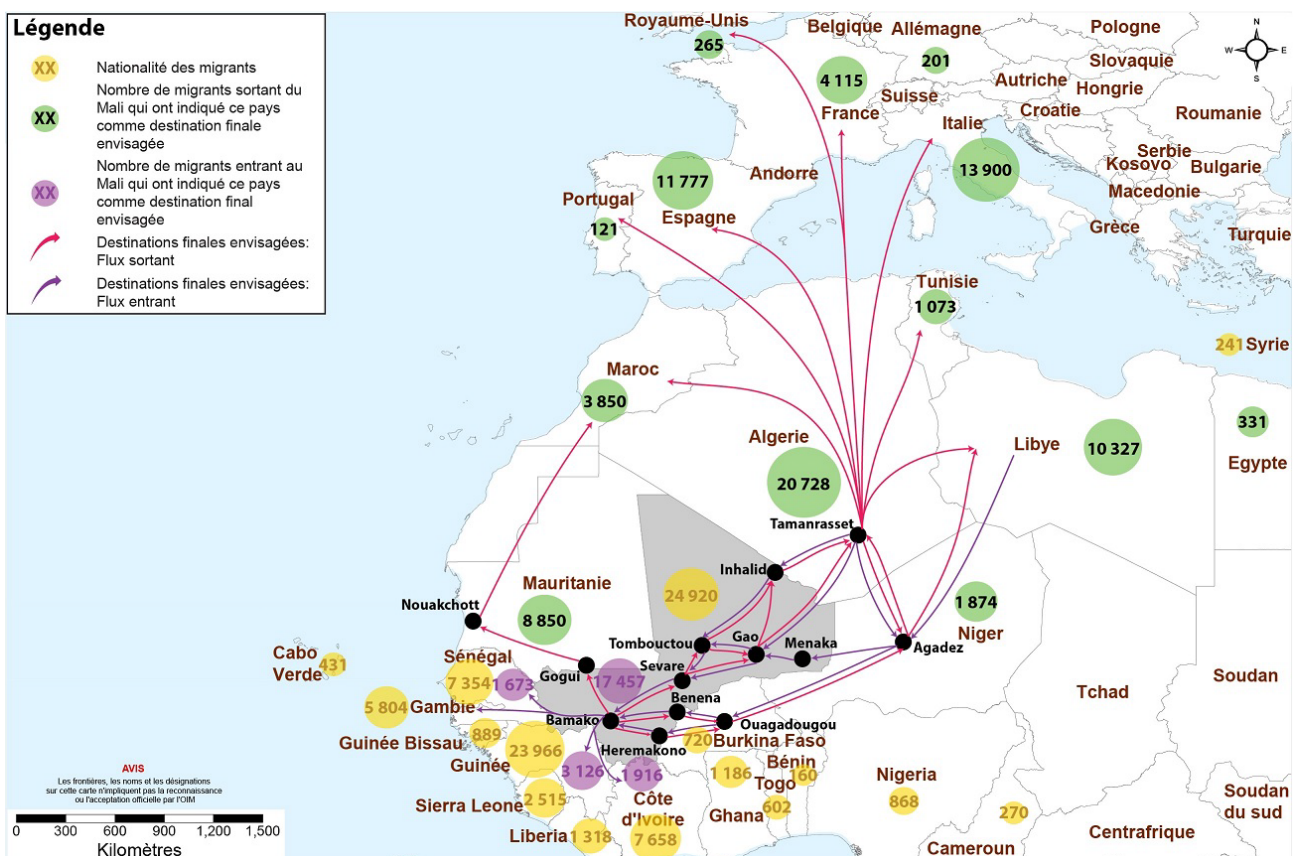 Légende
XX
Nationalité des migrants
XX
Nombre de migrants sortant du
Mali qui ont indiqué ce pays
comme destination finale
envisagée
XX
Nombre de migrants entrant au
Mali qui ont indiqué ce pays
comme destination final
envisagée
Destinations finales envisagées:
Flux sortant
Destinations finales envisagées:
Flux entrant
Royaume-Unis
265
Belgique
Allémagne
201
Pologne
Slovaquie
Autriche
Hongrie
4 115
Suisse
France
Croatie
Roumanie
Italie
13 900
Serbie
Kosovo
Bulgarie
Macedonie
Andorre
11 777
Espagne
Portugal
121
Grèce
Turquie
N
W
E
S
Tunisie
1 073
241 Syrie
Maroc
3 850
Algerie
20 728
Libye
10 327
331
Egypte
Tamanrasset
Inhalid
Mauritanie
8 850
24 920
1 874
Niger
Nouakchott
Tombouctou
Gao
Menaka
Agadez
Cabo
Verde
431
Sénégal
7 354
1 673
Gogui
17 457
Sevare
Benena
5 804
Gambie
Bamako
Ouagadougou
Heremakono
720
Burkina Faso
Guinée Bissau
889
Guinée
23 966
3 126
1 916
1 186
Bénin
160
Togo
602
Ghana
Nigeria
868
270
Cameroun
Tchad
Soudan
Soudan
du sud
Centrafrique
Sierra Leone
2 515
Liberia
1 318
Côte
d'Ivoire
7 658
AVIS
Les frontières, les noms et les désignations
sur cette carte n'impliquent pas la reconnaissance
ou l'acceptation officielle par l'OIM
0 300 600 900 1,200 1,500
Kilomètres